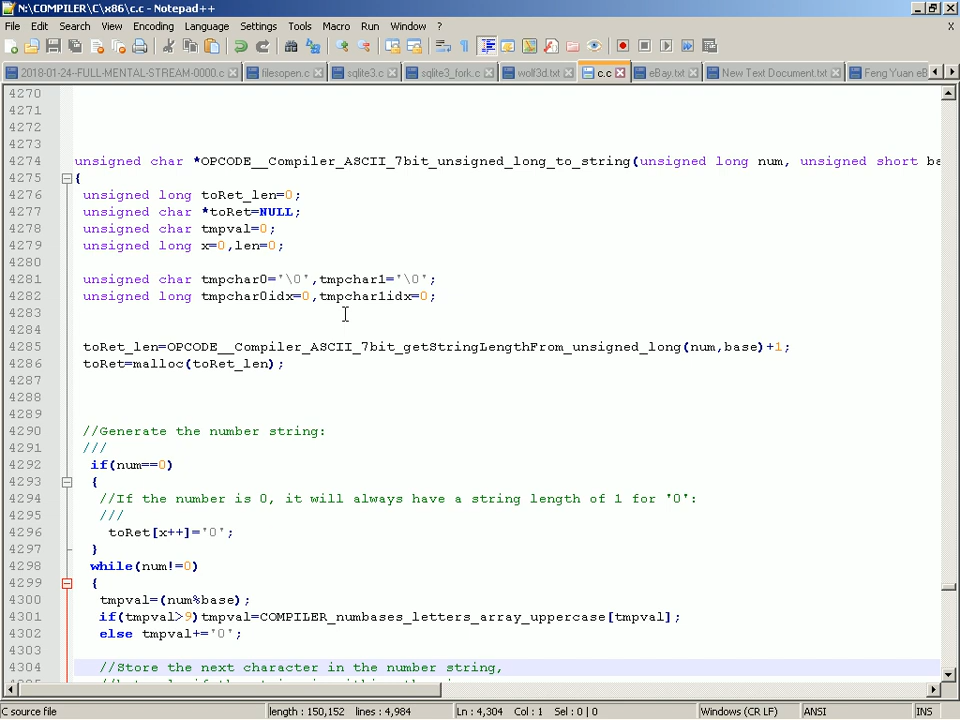 N:\COMPILER\C\x86\c.c - Notepad++
File Edit Search View Encoding Language Settings Tools Macro Run Window ? X
2018-01-24-FULL-MENTAL-STREAM-0000.c filesopen.c sqlite3.c sqlite3_fork.c wolf3d.txt c.c eBay.txt New Text Document.txt Feng Yuan eB
4270
4271
4272
4273
4274 unsigned char *OPCODE__Compiler_ASCII_7bit_unsigned_long_to_string(unsigned long num, unsigned short ba
4275 {
4276 unsigned long toRet_len=0;
4277 unsigned char *toRet=NULL;
4278 unsigned char tmpval=0;
4279 unsigned long x=0,len=0;
4280
4281 unsigned char tmpchar0='\0',tmpchar1='\0';
4282 unsigned long tmpchar0idx=0,tmpchar1idx=0;
4283
4284
4285 toRet_len=OPCODE__Compiler_ASCII_7bit_getStringLengthFrom_unsigned_long(num,base)+1;
4286 toRet=malloc(toRet_len);
4287
4288
4289
4290 //Generate the number string:
4291 ///
4292 if(num==0)
4293 {
4294 //If the number is 0, it will always have a string length of 1 for '0':
4295 ///
4296 toRet[x++]='0';
4297 }
4298 while(num!=0)
4299 {
4300 tmpval=(num%base);
4301 if(tmpval>9)tmpval=COMPILER_numbases_letters_array_uppercase[tmpval];
4302 else tmpval+='0';
4303
4304 //Store the next character in the number string,
C source file length : 150,152 lines : 4,984 Ln : 4,304 Col : 1 Sel : 0 | 0 Windows (CR LF) ANSI INS